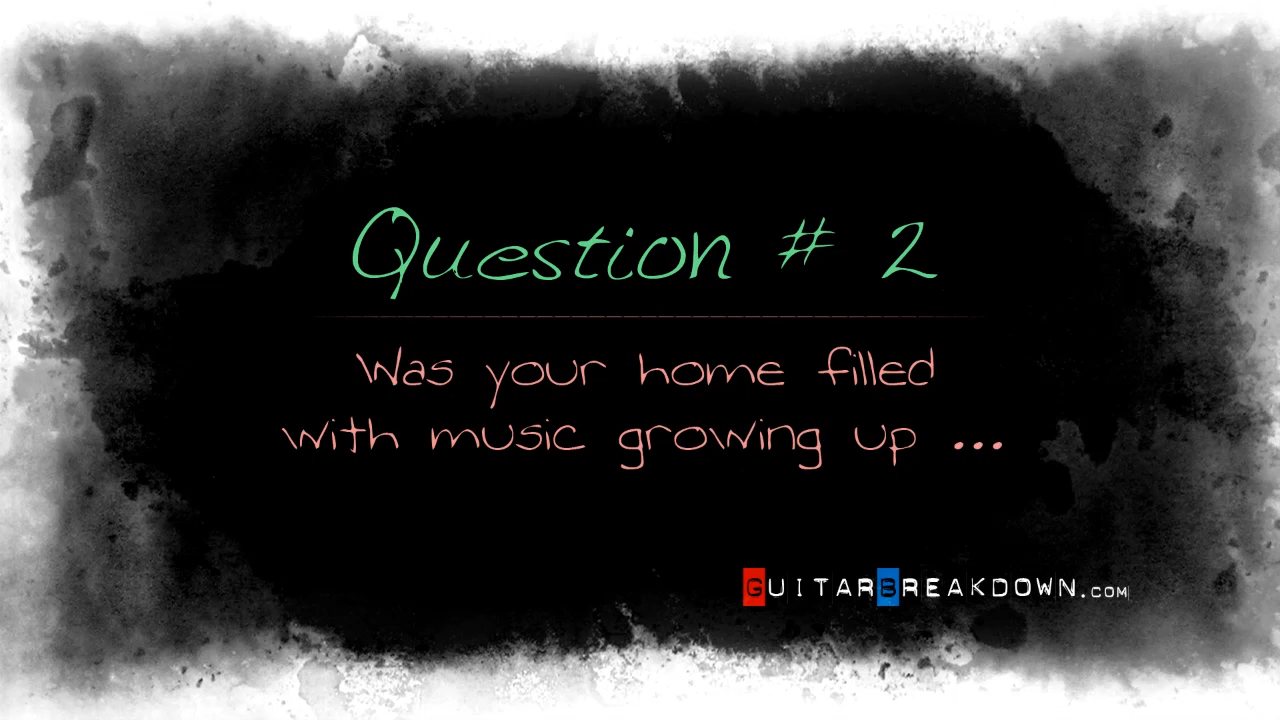 Question # 2
Was your home filled
with music growing up ...
GUITARBREAKDOWN.COM